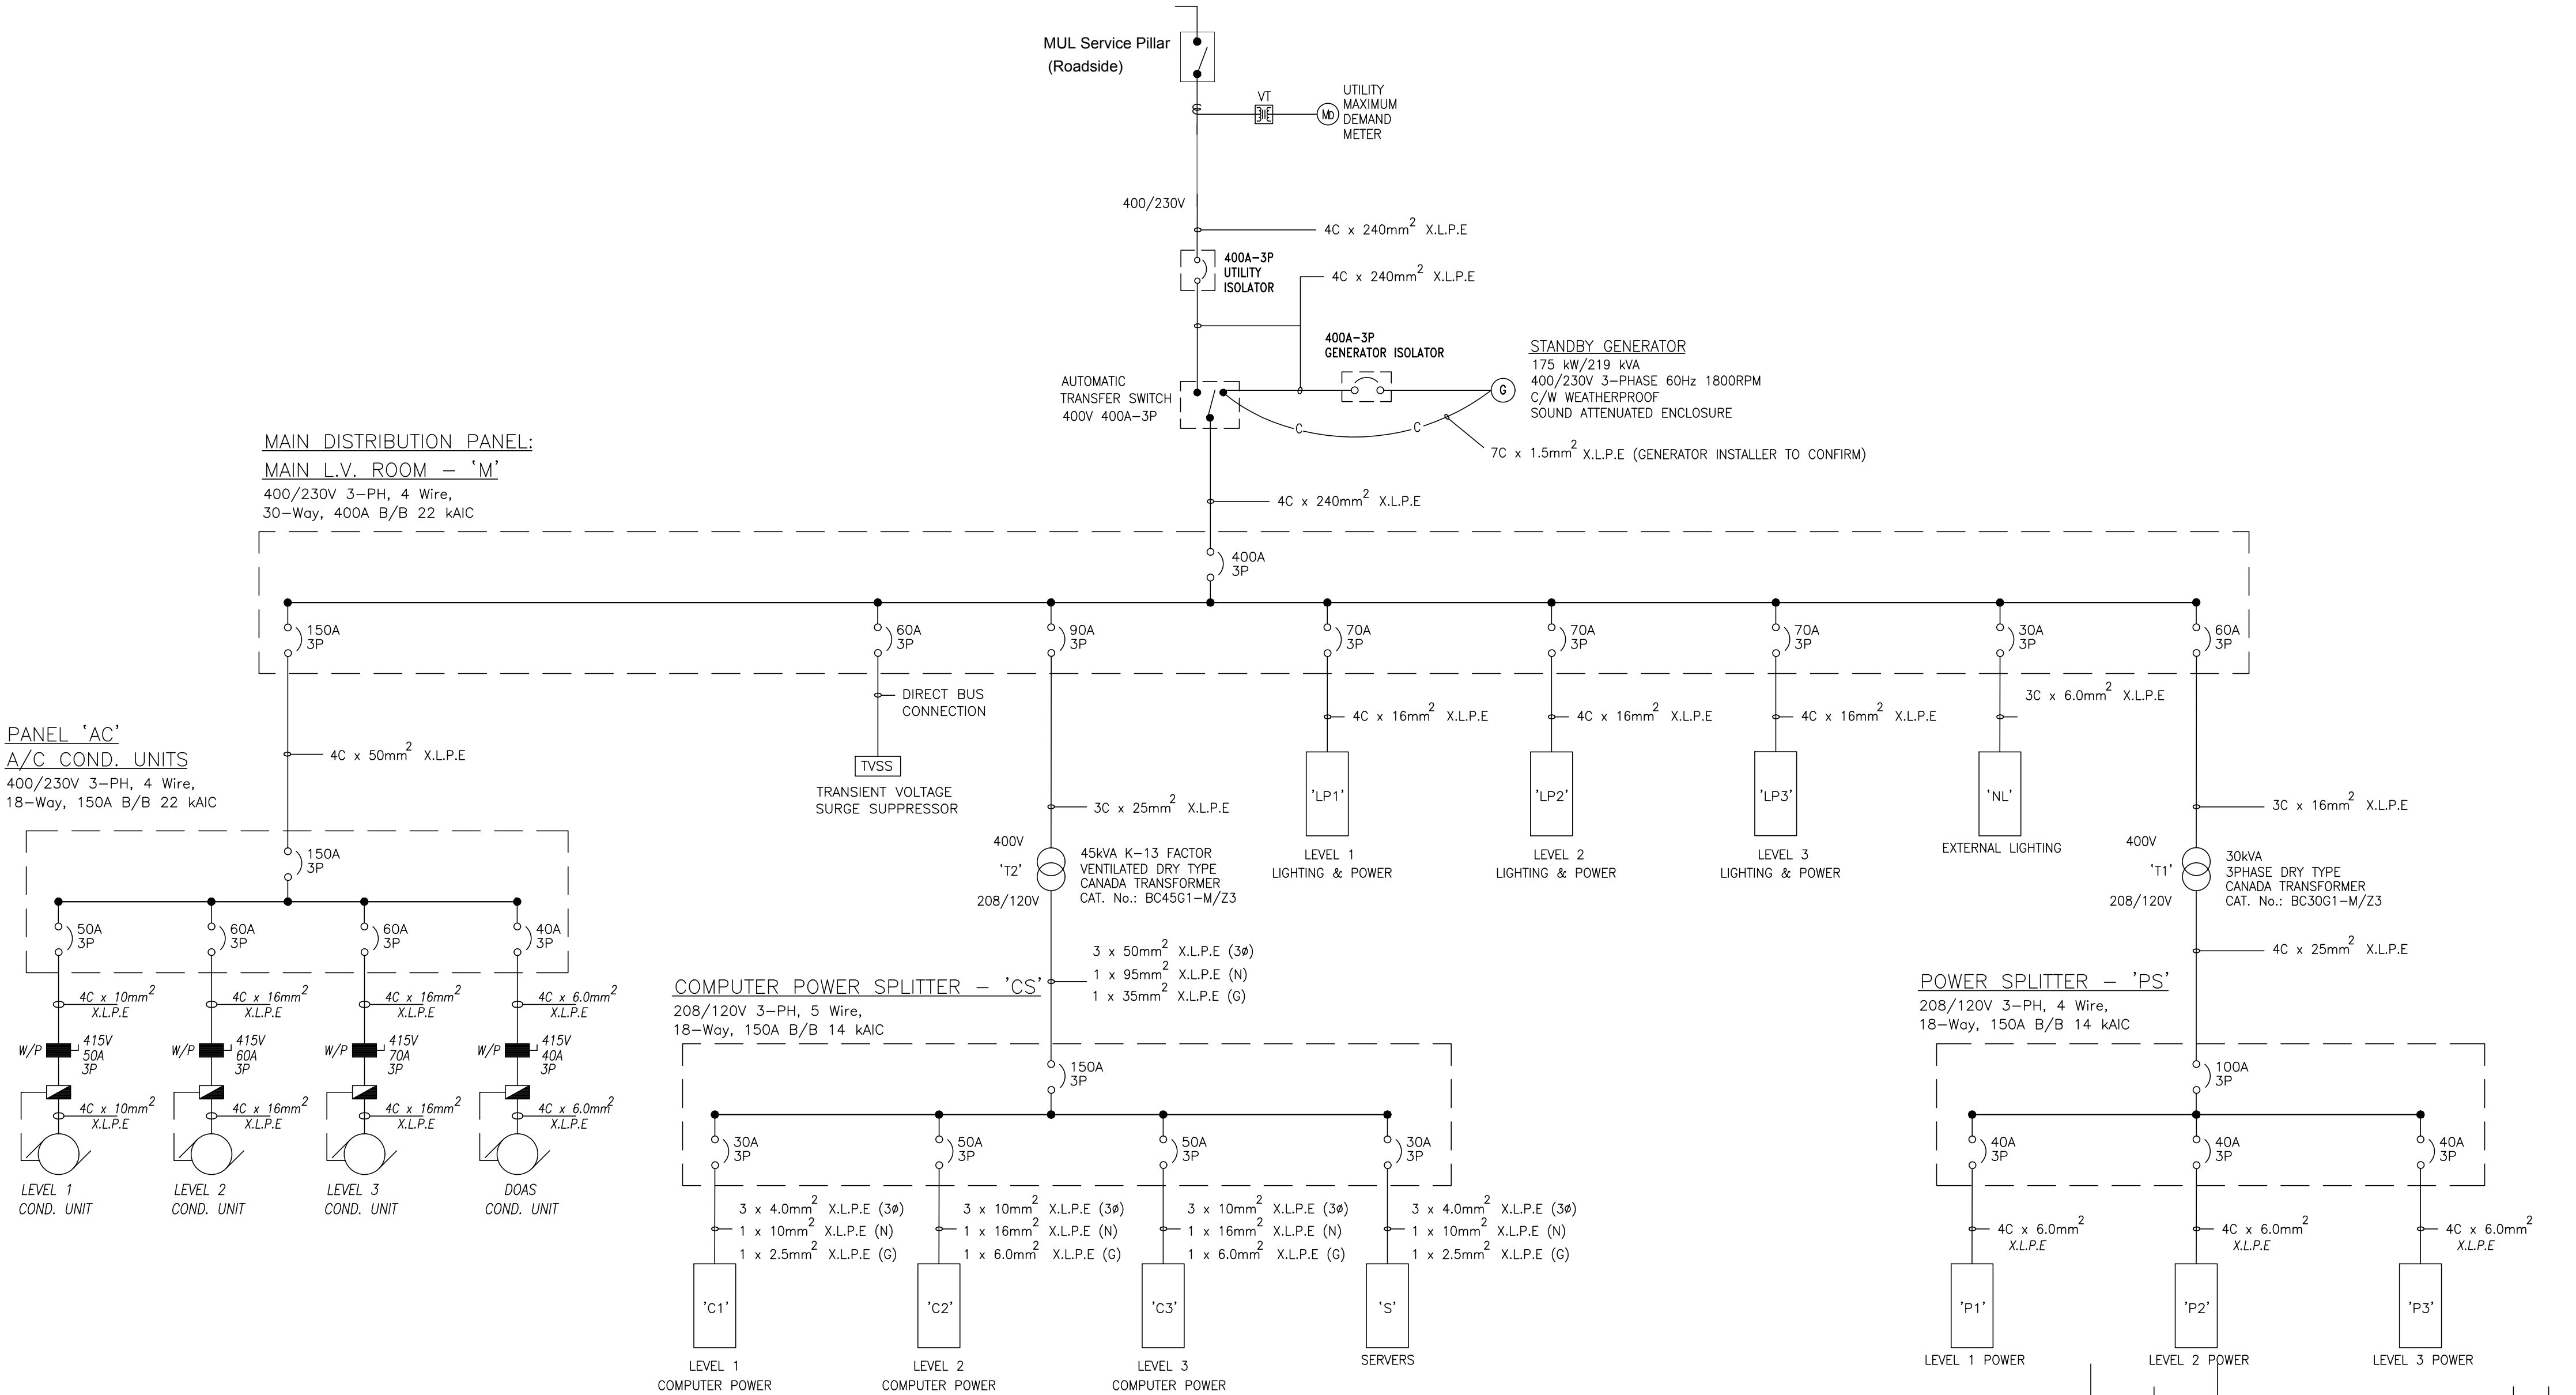 MUL Service Pillar
(Roadside)
VT
MD
UTILITY
MAXIMUM
DEMAND
METER
400/230V
4C x 240mm² X.L.P.E
400A-3P
UTILITY
ISOLATOR
4C x 240mm² X.L.P.E
400A-3P
GENERATOR ISOLATOR
STANDBY GENERATOR
175 kW/219 kVA
400/230V 3-PHASE 60Hz 1800RPM
C/W WEATHERPROOF
SOUND ATTENUATED ENCLOSURE
G
AUTOMATIC
TRANSFER SWITCH
400V 400A-3P
C
C
7C x 1.5mm² X.L.P.E (GENERATOR INSTALLER TO CONFIRM)
MAIN DISTRIBUTION PANEL:
MAIN L.V. ROOM - 'M'
400/230V 3-PH, 4 Wire,
30-Way, 400A B/B 22 kAIC
4C x 240mm² X.L.P.E
400A
3P
150A
3P
60A
3P
90A
3P
70A
3P
70A
3P
70A
3P
30A
3P
60A
3P
DIRECT BUS
CONNECTION
TVSS
TRANSIENT VOLTAGE
SURGE SUPPRESSOR
4C x 16mm² X.L.P.E
4C x 16mm² X.L.P.E
4C x 16mm² X.L.P.E
3C x 6.0mm² X.L.P.E
'LP1'
LEVEL 1
LIGHTING & POWER
'LP2'
LEVEL 2
LIGHTING & POWER
'LP3'
LEVEL 3
LIGHTING & POWER
'NL'
EXTERNAL LIGHTING
PANEL 'AC'
A/C COND. UNITS
400/230V 3-PH, 4 Wire,
18-Way, 150A B/B 22 kAIC
4C x 50mm² X.L.P.E
150A
3P
50A
3P
60A
3P
60A
3P
40A
3P
4C x 10mm²
X.L.P.E
4C x 16mm²
X.L.P.E
4C x 16mm²
X.L.P.E
4C x 6.0mm²
X.L.P.E
W/P
415V
50A
3P
W/P
415V
60A
3P
W/P
415V
70A
3P
W/P
415V
40A
3P
4C x 10mm²
X.L.P.E
4C x 16mm²
X.L.P.E
4C x 16mm²
X.L.P.E
4C x 6.0mm²
X.L.P.E
LEVEL 1
COND. UNIT
LEVEL 2
COND. UNIT
LEVEL 3
COND. UNIT
DOAS
COND. UNIT
3C x 25mm² X.L.P.E
400V
'T2'
208/120V
45kVA K-13 FACTOR
VENTILATED DRY TYPE
CANADA TRANSFORMER
CAT. No.: BC45G1-M/Z3
3 x 50mm² X.L.P.E (3ø)
1 x 95mm² X.L.P.E (N)
1 x 35mm² X.L.P.E (G)
COMPUTER POWER SPLITTER - 'CS'
208/120V 3-PH, 5 Wire,
18-Way, 150A B/B 14 kAIC
150A
3P
30A
3P
50A
3P
50A
3P
30A
3P
3 x 4.0mm² X.L.P.E (3ø)
1 x 10mm² X.L.P.E (N)
1 x 2.5mm² X.L.P.E (G)
3 x 10mm² X.L.P.E (3ø)
1 x 16mm² X.L.P.E (N)
1 x 6.0mm² X.L.P.E (G)
3 x 10mm² X.L.P.E (3ø)
1 x 16mm² X.L.P.E (N)
1 x 6.0mm² X.L.P.E (G)
3 x 4.0mm² X.L.P.E (3ø)
1 x 10mm² X.L.P.E (N)
1 x 2.5mm² X.L.P.E (G)
'C1'
LEVEL 1
COMPUTER POWER
'C2'
LEVEL 2
COMPUTER POWER
'C3'
LEVEL 3
COMPUTER POWER
'S'
SERVERS
3C x 16mm² X.L.P.E
400V
'T1'
208/120V
30kVA
3PHASE DRY TYPE
CANADA TRANSFORMER
CAT. No.: BC30G1-M/Z3
4C x 25mm² X.L.P.E
POWER SPLITTER - 'PS'
208/120V 3-PH, 4 Wire,
18-Way, 150A B/B 14 kAIC
100A
3P
40A
3P
40A
3P
40A
3P
4C x 6.0mm²
X.L.P.E
4C x 6.0mm²
X.L.P.E
4C x 6.0mm²
X.L.P.E
'P1'
LEVEL 1 POWER
'P2'
LEVEL 2 POWER
'P3'
LEVEL 3 POWER